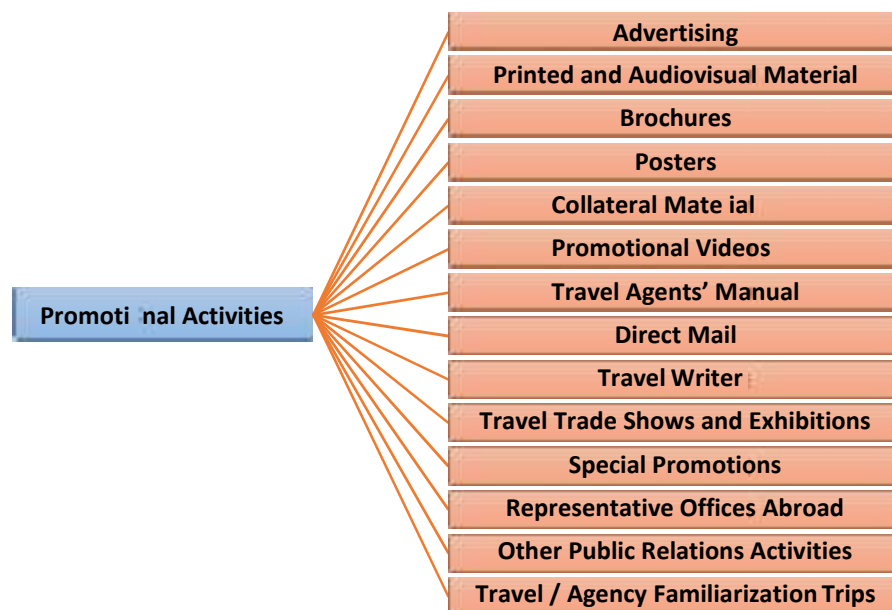 Advertising
Printed and Audiovisual Material
Brochures
Posters
Collateral Mate ial
Promotional Videos
Promoti nal Activities
Travel Agents’ Manual
Direct Mail
Travel Writer
Travel Trade Shows and Exhibitions
Special Promotions
Representative Offices Abroad
Other Public Relations Activities
Travel / Agency Familiarization Trips